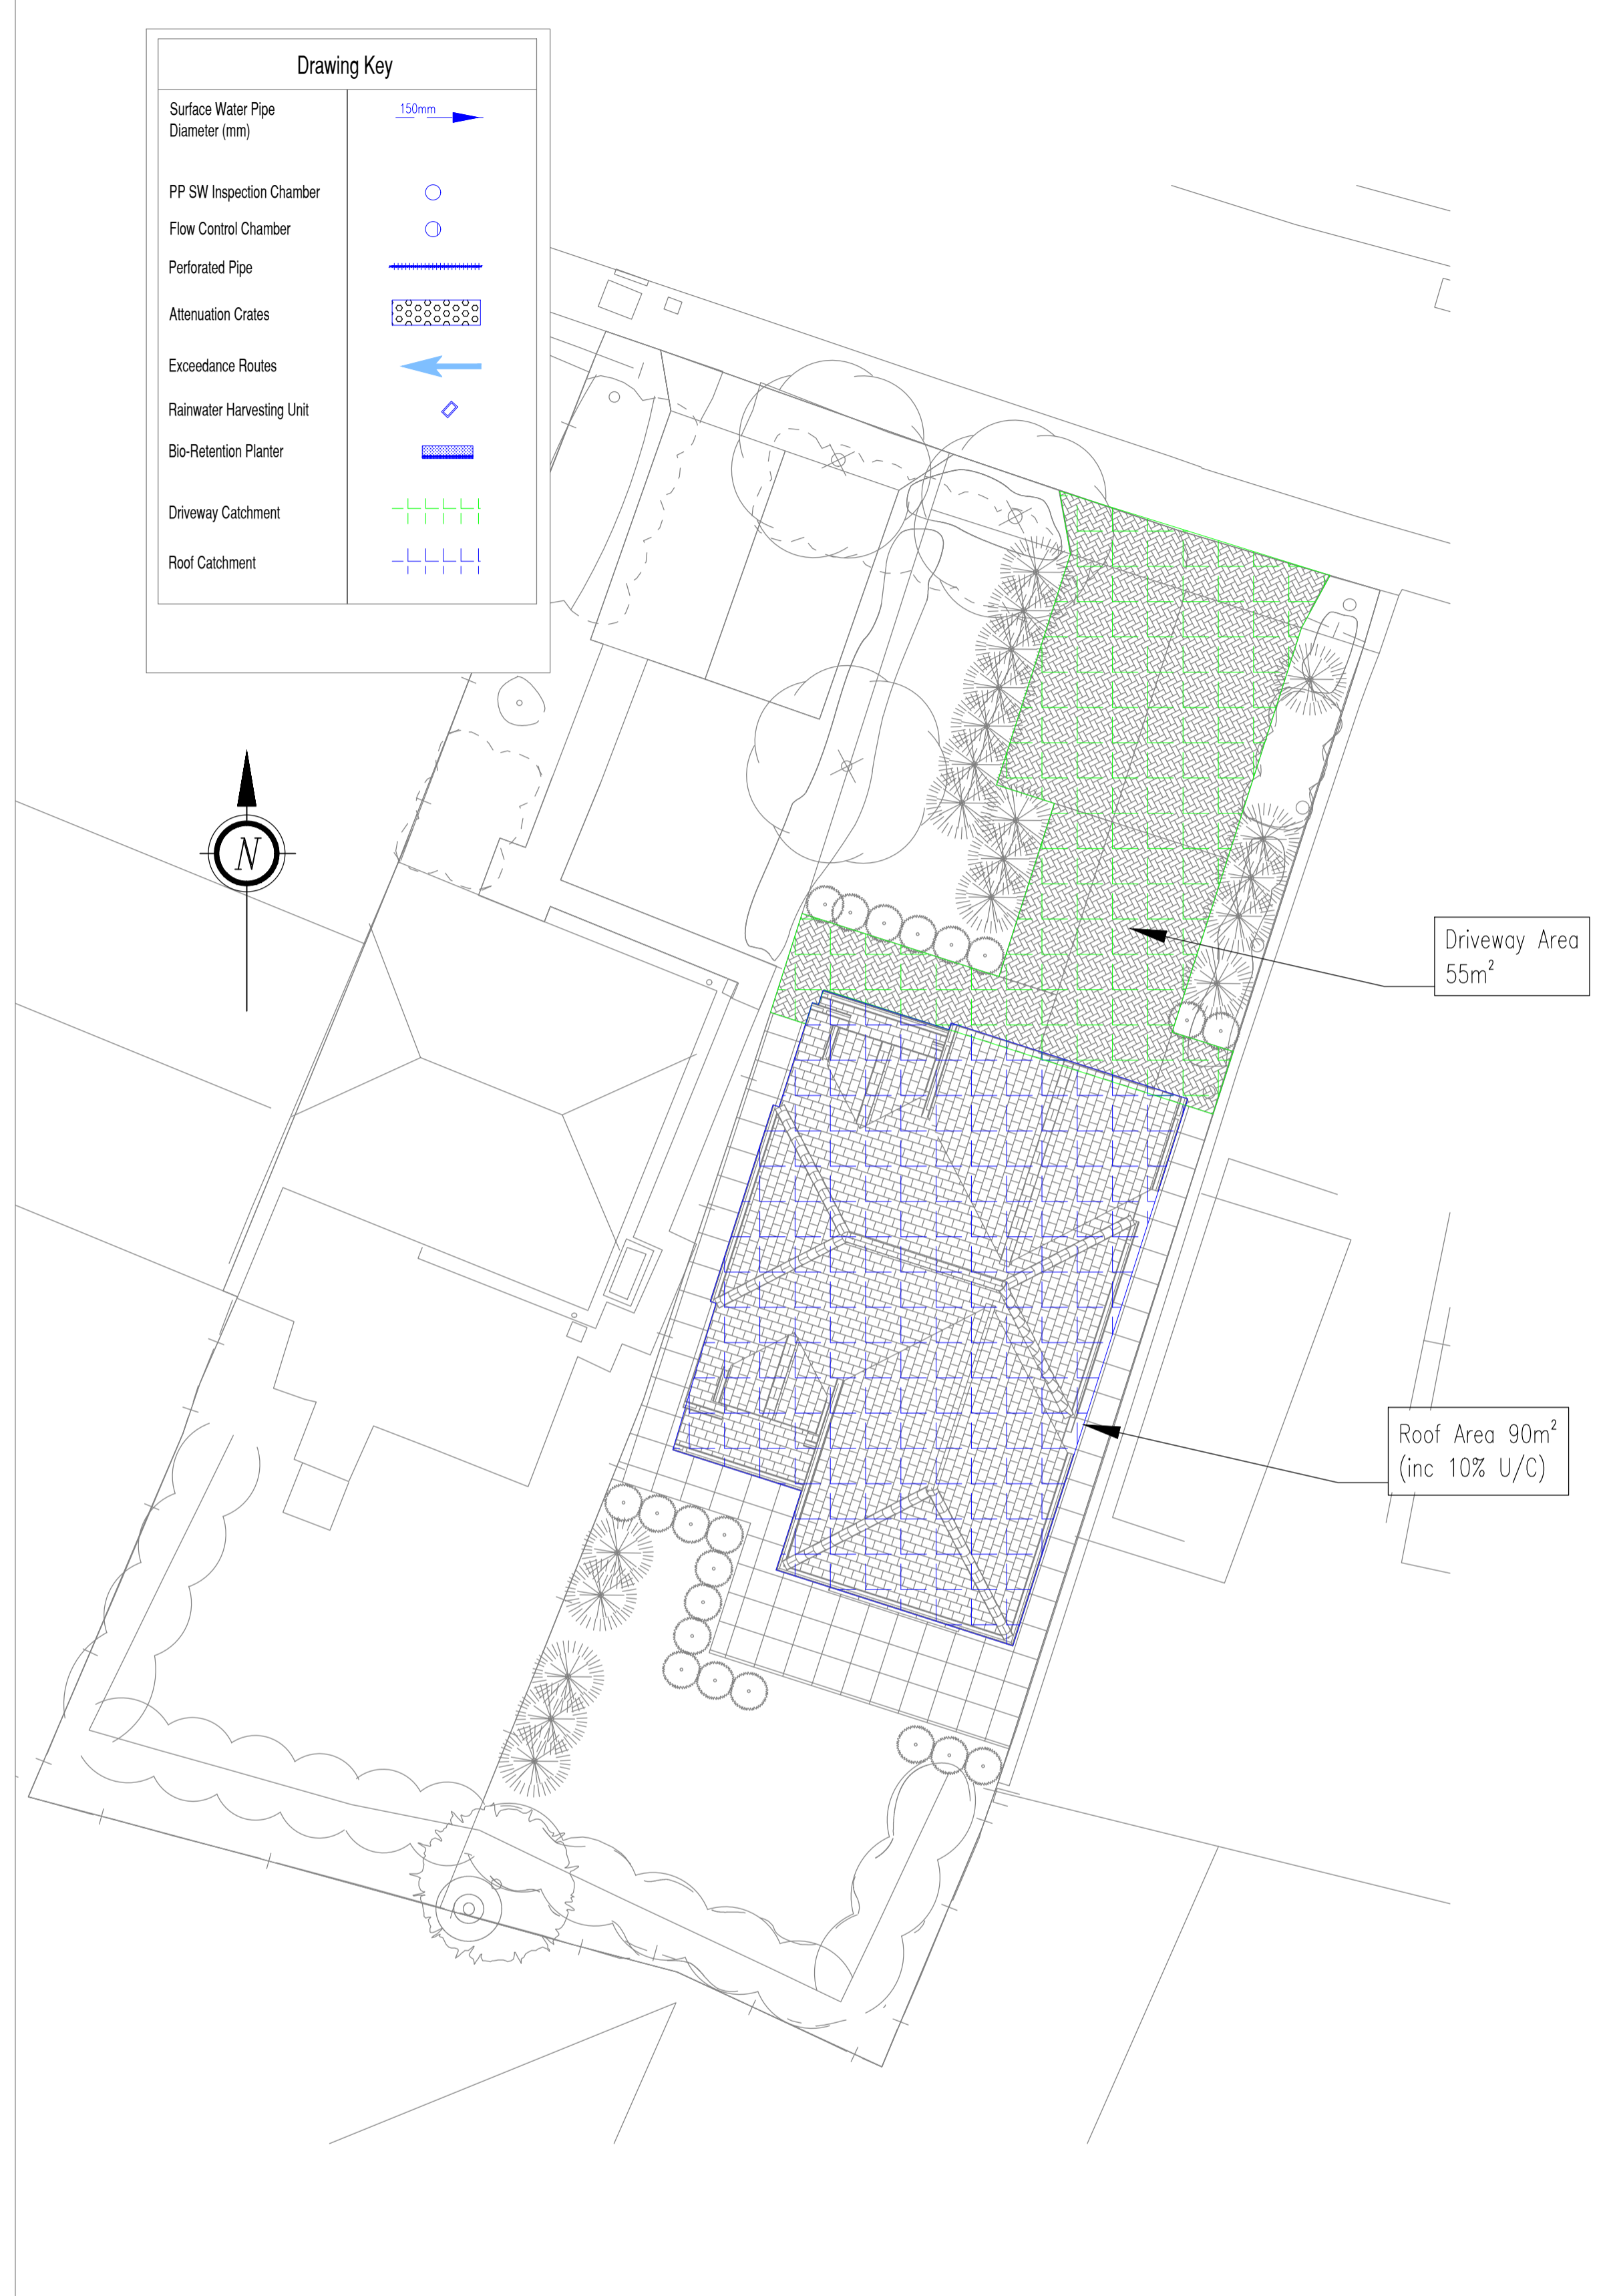 Drawing Key
Surface Water Pipe
Diameter (mm)
150mm
PP SW Inspection Chamber
Flow Control Chamber
Perforated Pipe
Attenuation Crates
Exceedance Routes
Rainwater Harvesting Unit
Bio-Retention Planter
Driveway Catchment
Roof Catchment
N
Driveway Area
55m²
Roof Area 90m²
(inc 10% U/C)